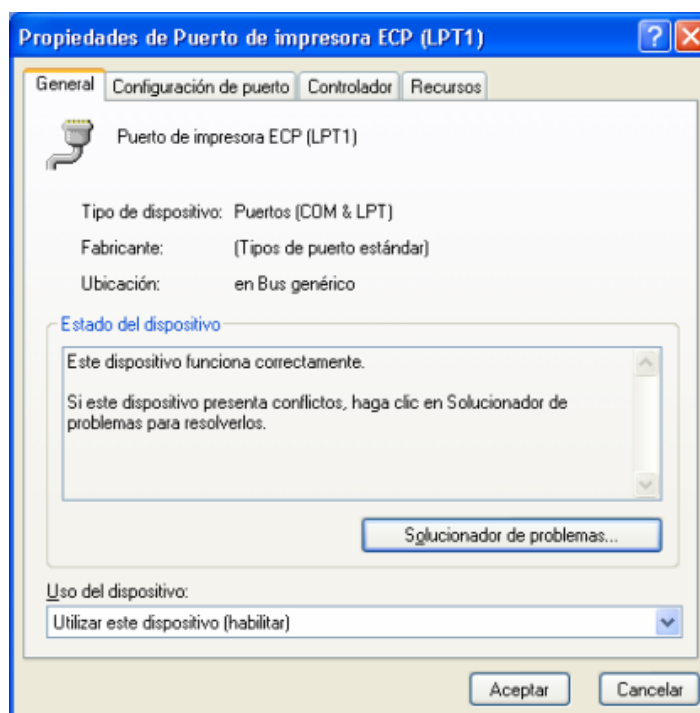 Propiedades de Puerto de impresora ECP (LPT1)
General Configuración de puerto Controlador Recursos
Puerto de impresora ECP (LPT1)
Tipo de dispositivo: Puertos (COM & LPT)
Fabricante: (Tipos de puerto estándar)
Ubicación: en Bus genérico
Estado del dispositivo
Este dispositivo funciona correctamente.
Si este dispositivo presenta conflictos, haga clic en Solucionador de
problemas para resolverlos.
Solucionador de problemas...
Uso del dispositivo:
Utilizar este dispositivo (habilitar)
Aceptar Cancelar